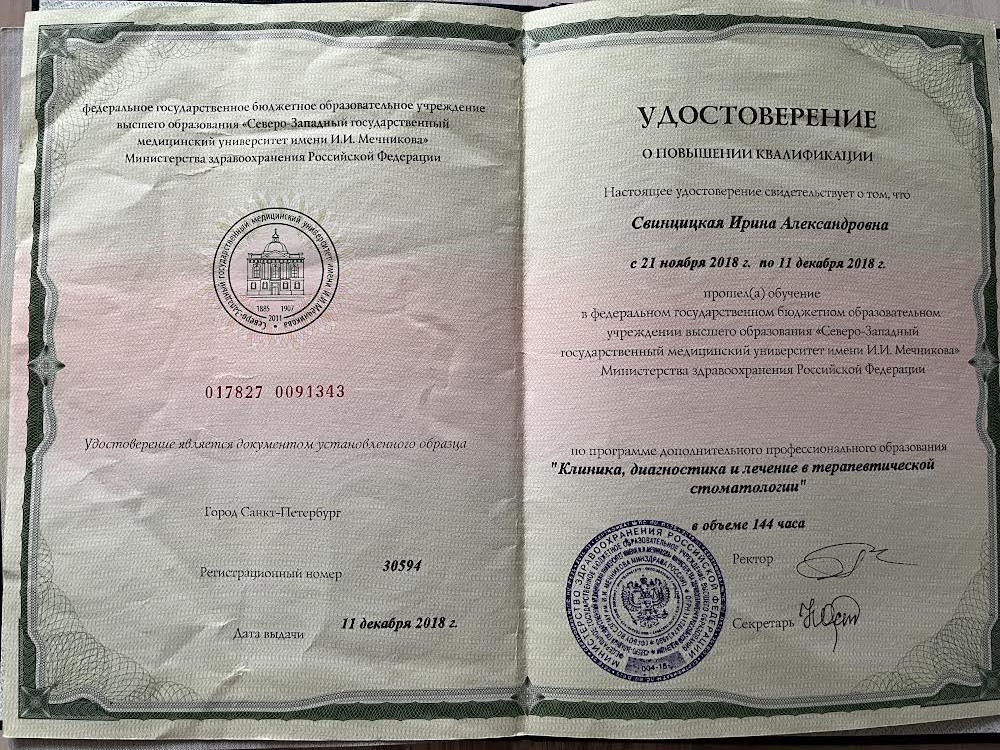 федеральное государственное бюджетное образовательное учреждение
высшего образования «Северо-Западный государственный
медицинский университет имени И.И. Мечникова»
Министерства здравоохранения Российской Федерации
Северо-Западный государственный медицинский университет имени И.И. Мечникова
1885 1907
2011
017827 0091343
Удостоверение является документом установленного образца
Город Санкт-Петербург
Регистрационный номер 30594
Дата выдачи 11 декабря 2018 г.
УДОСТОВЕРЕНИЕ
О ПОВЫШЕНИИ КВАЛИФИКАЦИИ
Настоящее удостоверение свидетельствует о том, что
Свинцицкая Ирина Александровна
с 21 ноября 2018 г. по 11 декабря 2018 г.
прошел(а) обучение
в федеральном государственном бюджетном образовательном
учреждении высшего образования «Северо-Западный
государственный медицинский университет имени И.И. Мечникова»
Министерства здравоохранения Российской Федерации
по программе дополнительного профессионального образования
"Клиника, диагностика и лечение в терапевтической
стоматологии"
в объеме 144 часа
Ректор
Секретарь
МИНИСТЕРСТВО ЗДРАВООХРАНЕНИЯ РОССИЙСКОЙ ФЕДЕРАЦИИ